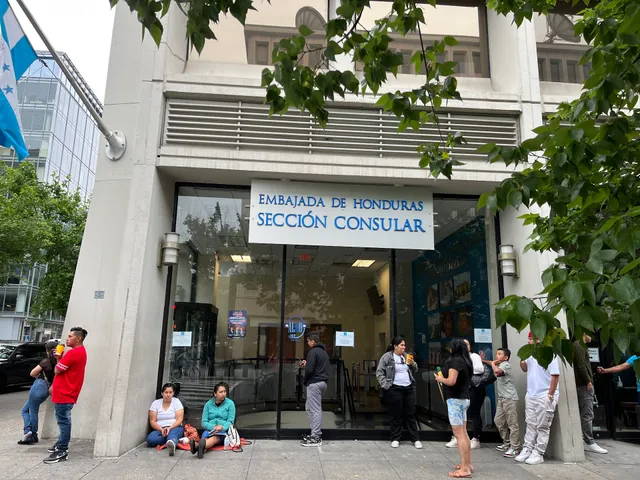 EMBAJADA DE HONDURAS
SECCIÓN CONSULAR